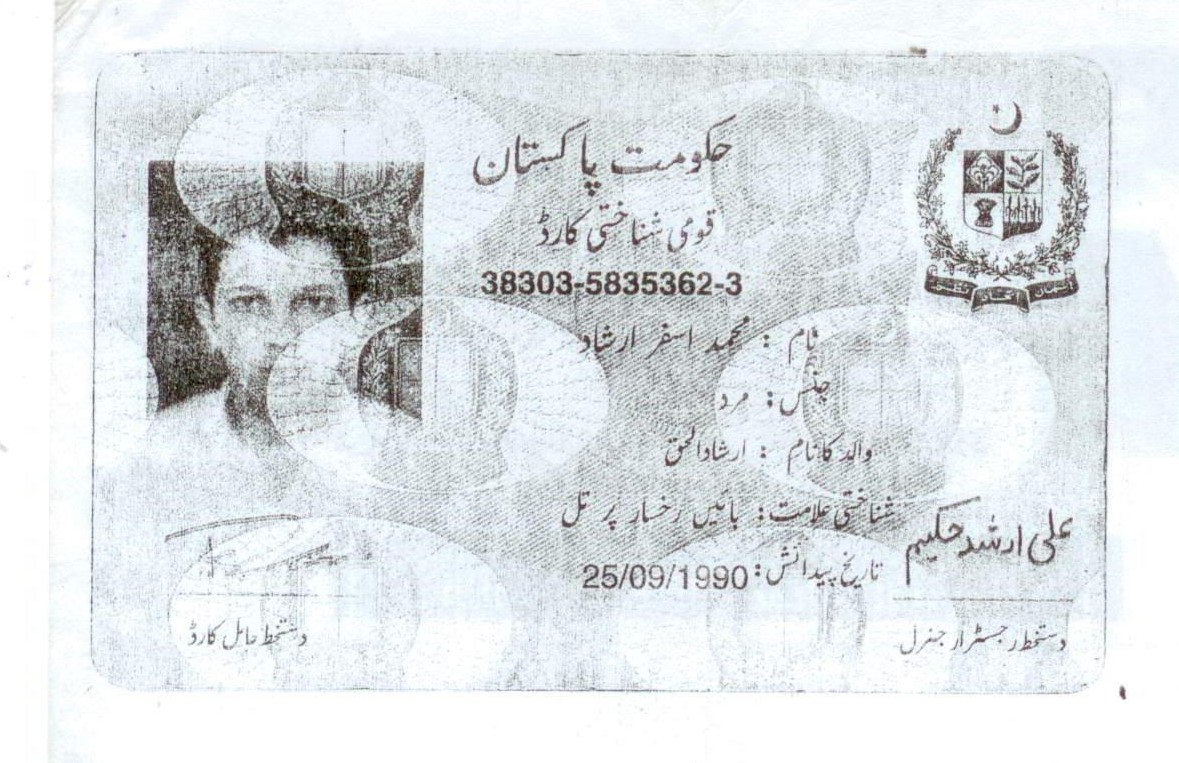 حکومت پاکستان
قومی شناختی کارڈ
38303-5835362-3
نام : محمد اسفر ارشاد
جنس : مرد
والد کا نام : ارشادالحق
شناختی علامت : بائیں رخسار پر تل
تاریخ پیدائش : 25/09/1990
علی ارشد حکیم
دستخط حامل کارڈ
دستخط رجسٹرار جنرل